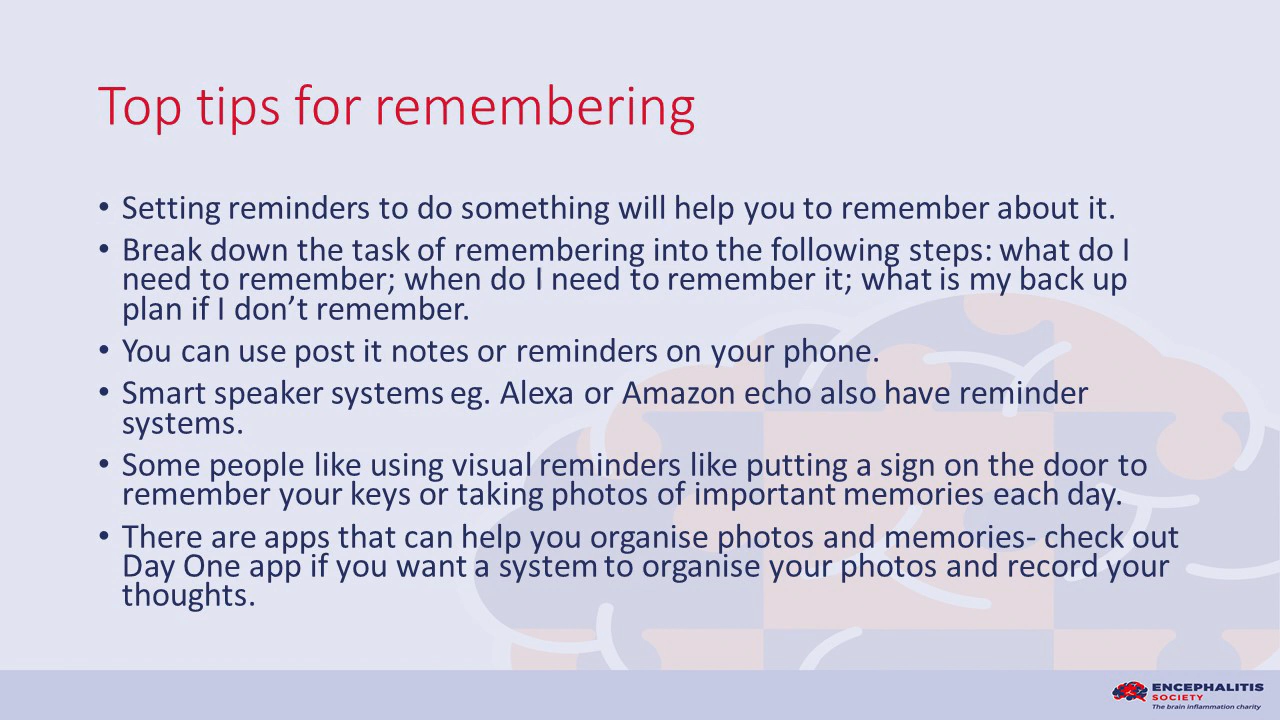 Top tips for remembering
• Setting reminders to do something will help you to remember about it.
• Break down the task of remembering into the following steps: what do I
need to remember; when do I need to remember it; what is my back up
plan if I don’t remember.
• You can use post it notes or reminders on your phone.
• Smart speaker systems eg. Alexa or Amazon echo also have reminder
systems.
• Some people like using visual reminders like putting a sign on the door to
remember your keys or taking photos of important memories each day.
• There are apps that can help you organise photos and memories- check out
Day One app if you want a system to organise your photos and record your
thoughts.
ENCEPHALITIS
SOCIETY
The brain inflammation charity